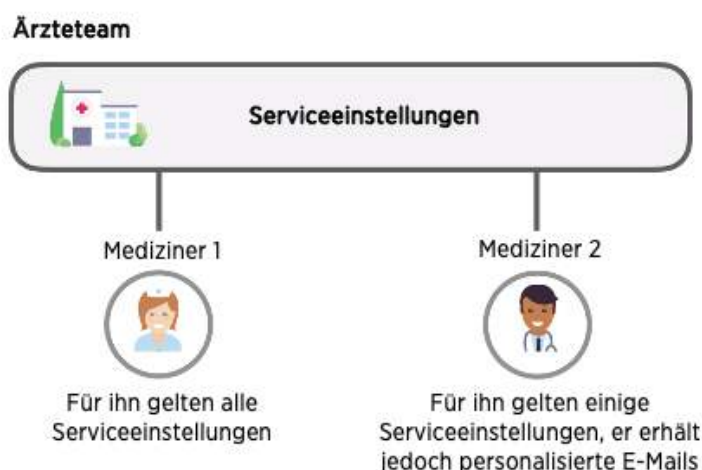 Ärzteteam
Serviceeinstellungen
Mediziner 1
Mediziner 2
Für ihn gelten alle
Serviceeinstellungen
Für ihn gelten einige
Serviceeinstellungen, er erhält
jedoch personalisierte E-Mails